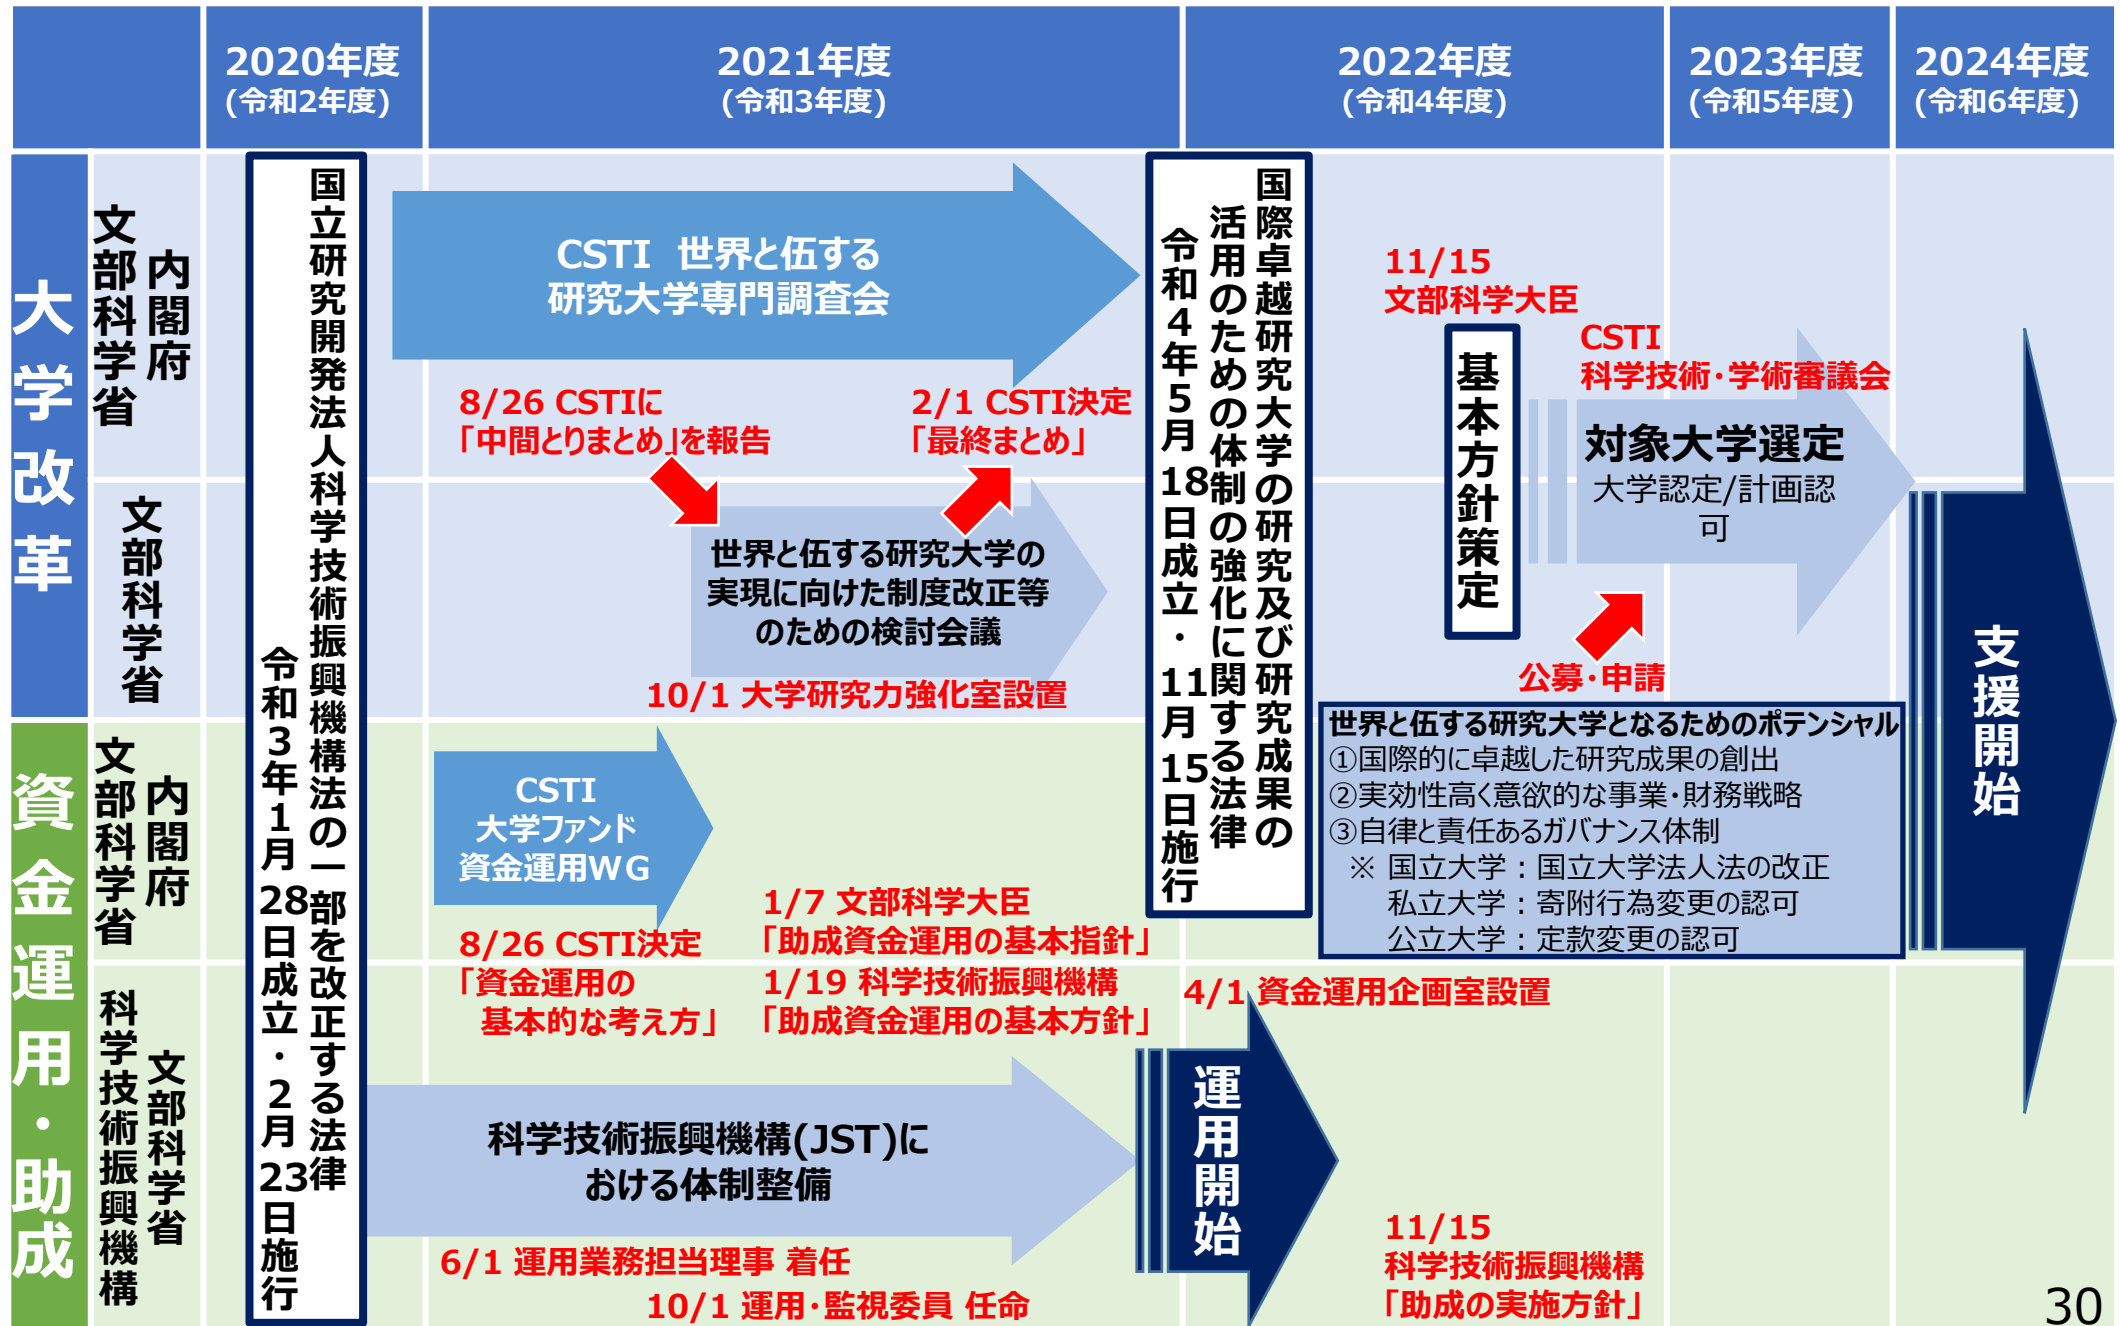 2020年度
(令和2年度)
2021年度
(令和3年度)
2022年度
(令和4年度)
2023年度
(令和5年度)
2024年度
(令和6年度)
大学改革
内閣府
文部科学省
文部科学省
国立研究開発法人科学技術振興機構法の一部を改正する法律
令和3年1月28日成立・2月23日施行
CSTI 世界と伍する
研究大学専門調査会
8/26 CSTIに
「中間とりまとめ」を報告
2/1 CSTI決定
「最終まとめ」
世界と伍する研究大学の
実現に向けた制度改正等
のための検討会議
10/1 大学研究力強化室設置
国際卓越研究大学の研究及び研究成果の
活用のための体制の強化に関する法律
令和4年5月18日成立・11月15日施行
11/15
文部科学大臣
基本方針策定
CSTI
科学技術・学術審議会
対象大学選定
大学認定/計画認
可
公募・申請
支援開始
世界と伍する研究大学となるためのポテンシャル
①国際的に卓越した研究成果の創出
②実効性高く意欲的な事業・財務戦略
③自律と責任あるガバナンス体制
※ 国立大学：国立大学法人法の改正
私立大学：寄附行為変更の認可
公立大学：定款変更の認可
資金運用・助成
内閣府
文部科学省
文部科学省
科学技術振興機構
CSTI
大学ファンド
資金運用WG
8/26 CSTI決定
「資金運用の
基本的な考え方」
1/7 文部科学大臣
「助成資金運用の基本指針」
1/19 科学技術振興機構
「助成資金運用の基本方針」
4/1 資金運用企画室設置
科学技術振興機構(JST)に
おける体制整備
運用開始
6/1 運用業務担当理事 着任
10/1 運用・監視委員 任命
11/15
科学技術振興機構
「助成の実施方針」
30